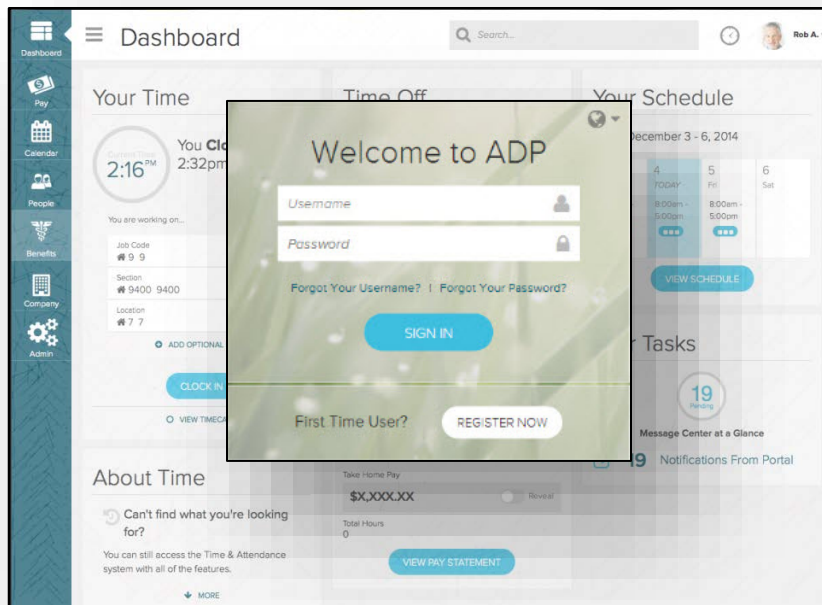 Dashboard
Pay
Calendar
People
Benefits
Company
Admin
Dashboard
Search...
Rob A.
Your Time
2:16 PM
You Clo
2:32pm
You are working on...
Job Code
9 9
Section
9400 9400
Location
7 7
ADD OPTIONAL
CLOCK IN
VIEW TIMECA
About Time
Can't find what you're looking
for?
You can still access the Time & Attendance
system with all of the features.
MORE
Time Off
Welcome to ADP
Username
Password
Forgot Your Username? | Forgot Your Password?
SIGN IN
First Time User?
REGISTER NOW
Take Home Pay
$X,XXX.XX
Reveal
Total Hours
0
VIEW PAY STATEMENT
Your Schedule
ecember 3 - 6, 2014
4 5 6
TODAY Fri Sat
8:00am - 8:00am -
5:00pm 5:00pm
VIEW SCHEDULE
r Tasks
19
Pending
Message Center at a Glance
19 Notifications From Portal